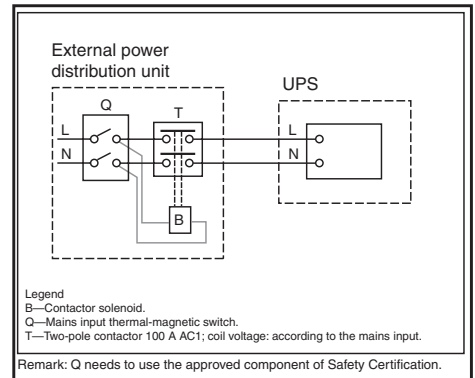 External power
distribution unit
UPS
Q
T
L
N
L
N
B
Legend
B—Contactor solenoid.
Q—Mains input thermal-magnetic switch.
T—Two-pole contactor 100 A AC1; coil voltage: according to the mains input.
Remark: Q needs to use the approved component of Safety Certification.